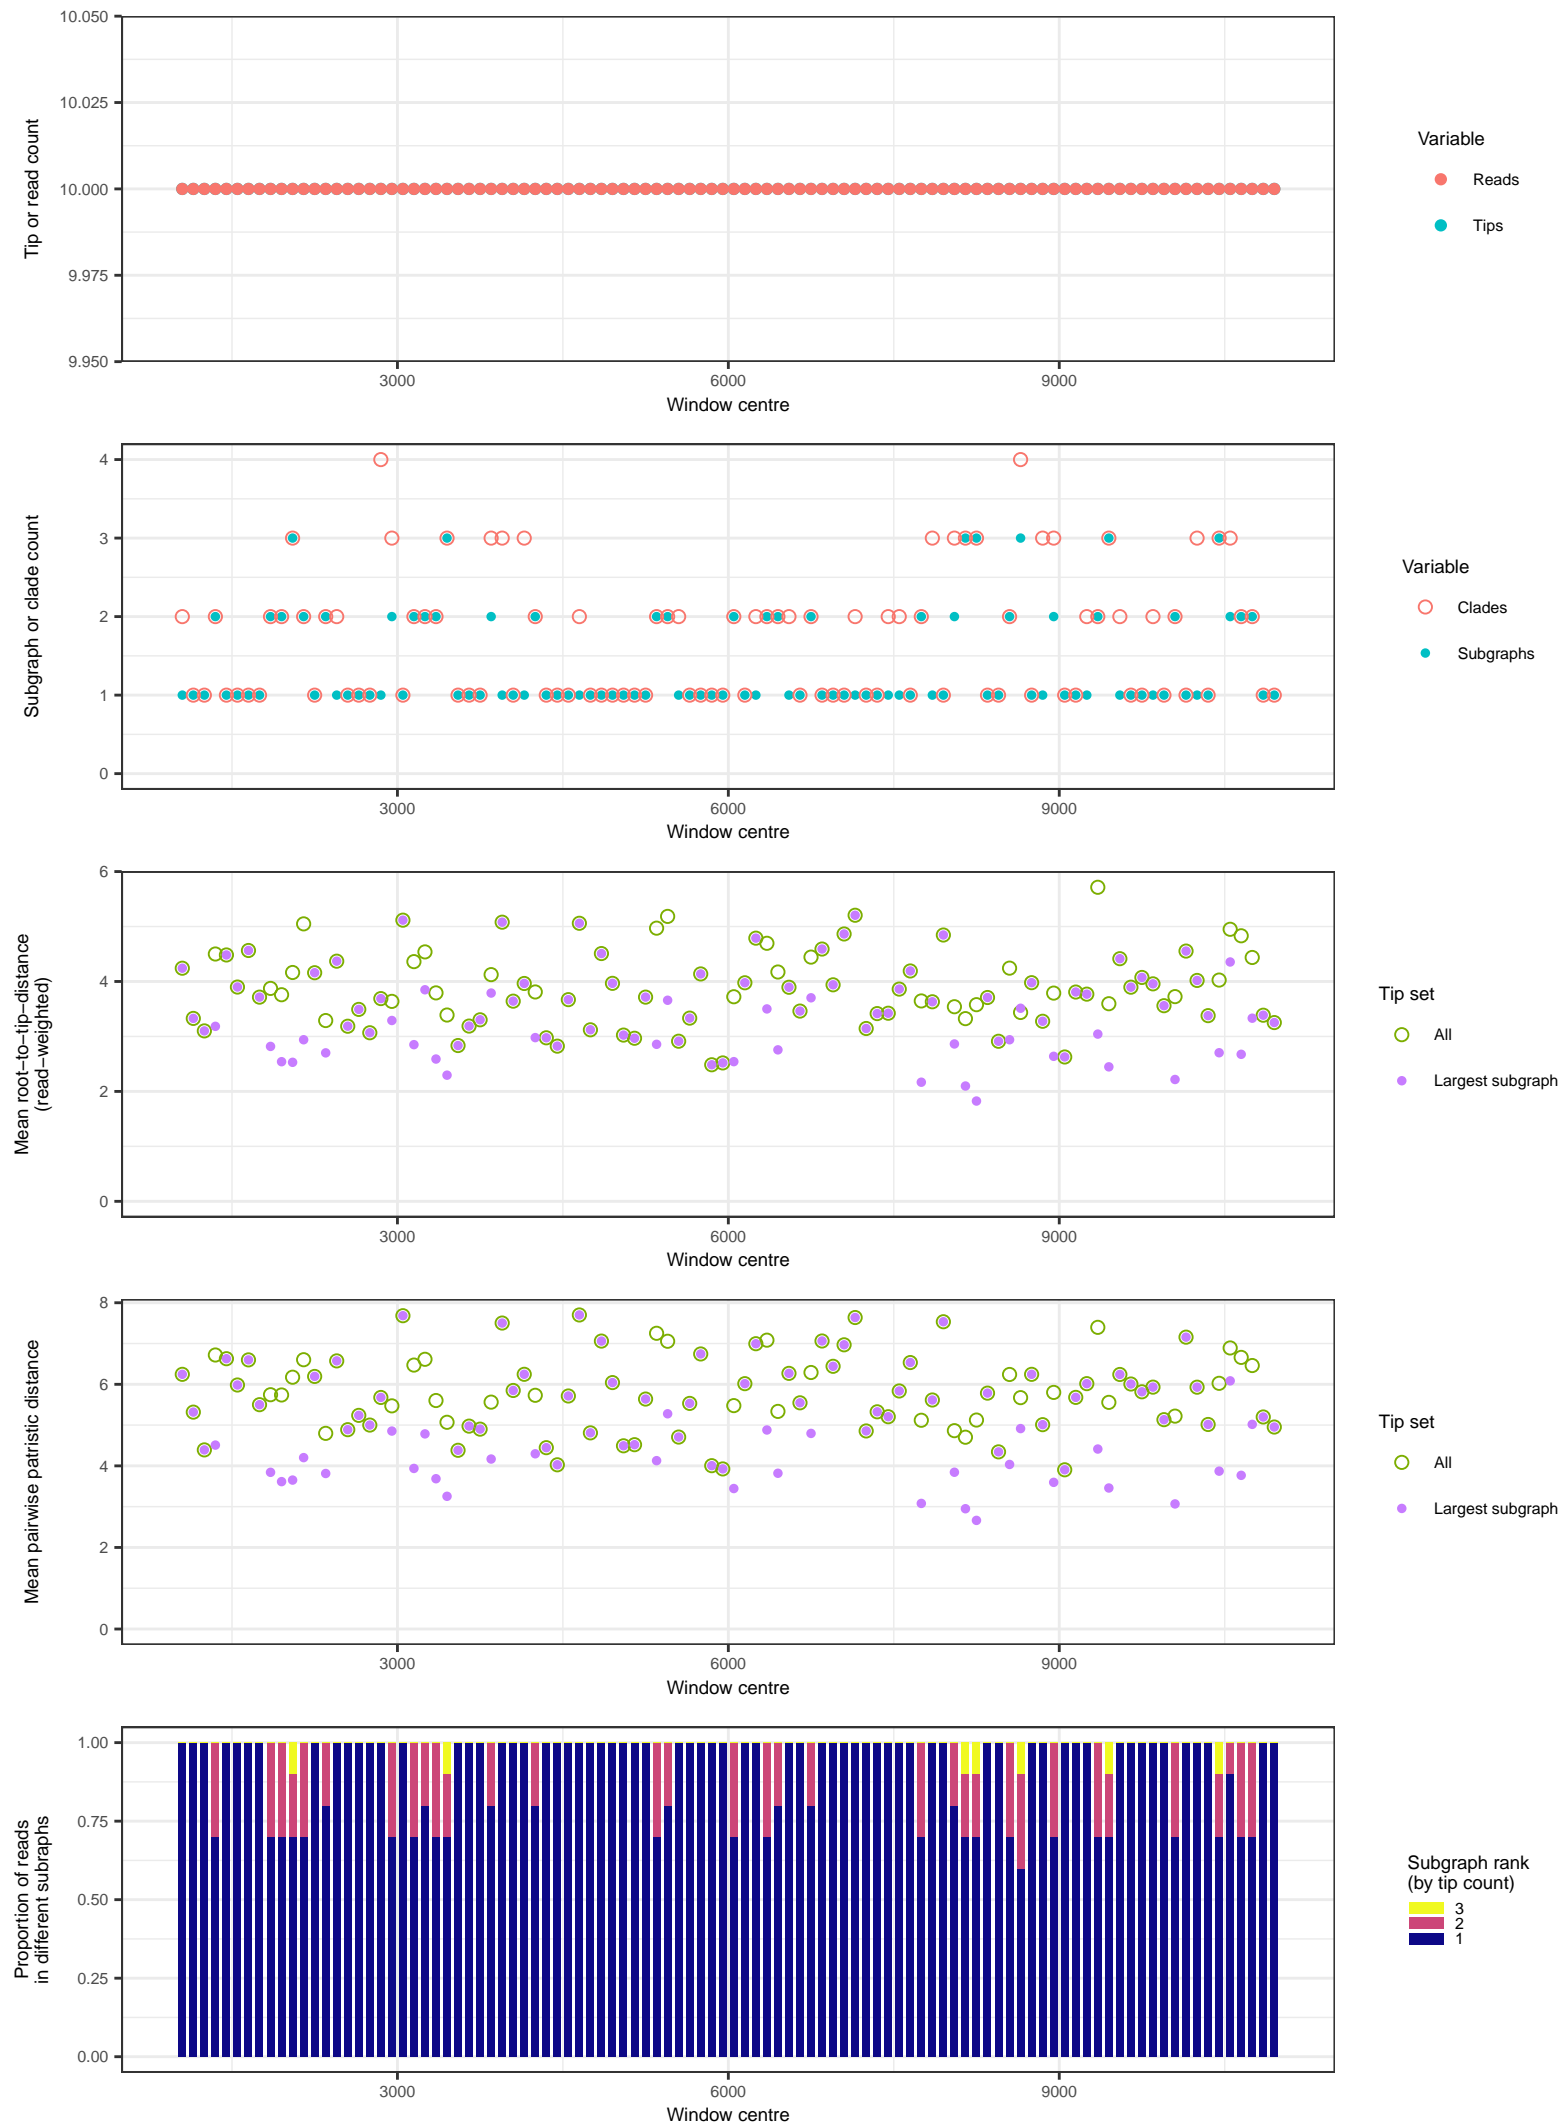 10.050
10.025
10.000
9.975
9.950
Tip or read count
3000 6000 9000
Window centre
Variable
Reads
Tips
4
3
2
1
0
Subgraph or clade count
3000 6000 9000
Window centre
Variable
Clades
Subgraphs
6
4
2
0
Mean root−to−tip−distance
(read−weighted)
3000 6000 9000
Window centre
Tip set
All
Largest subgraph
8
6
4
2
0
Mean pairwise patristic distance
3000 6000 9000
Window centre
Tip set
All
Largest subgraph
1.00
0.75
0.50
0.25
0.00
Proportion of reads
in different subraphs
3000 6000 9000
Window centre
Subgraph rank
(by tip count)
3
2
1